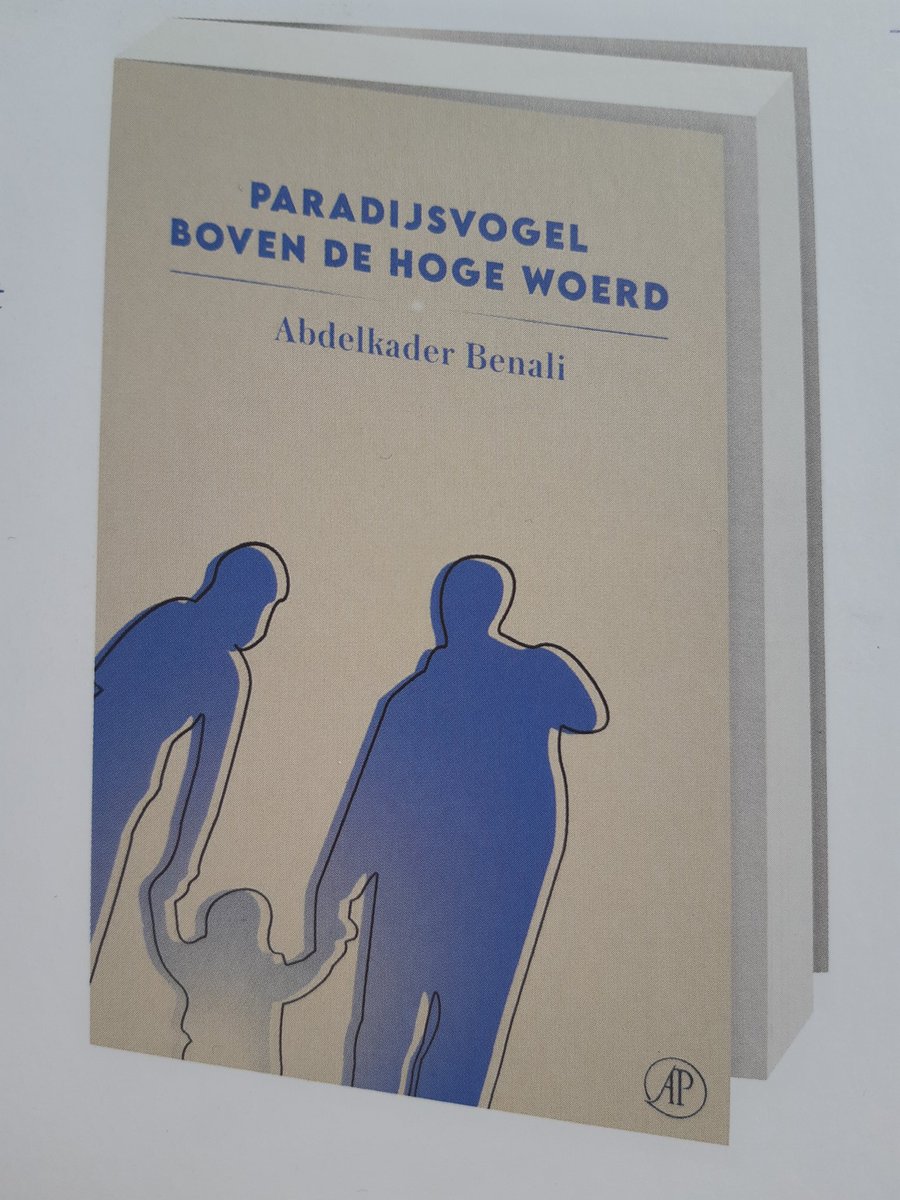 PARADIJSVOGEL
BOVEN DE HOGE WOERD
Abdelkader Benali
AP